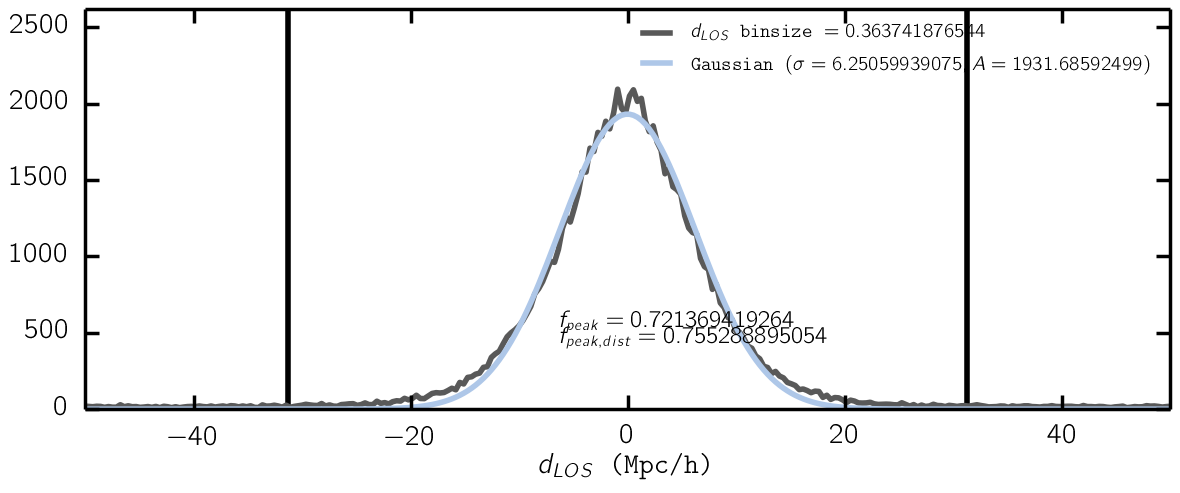 2500
2000
1500
1000
500
0
d_LOS binsize = 0.363741876544
Gaussian (σ = 6.25059939075, A = 1931.68592499)
f_peak = 0.721369419264
f_peak,dist = 0.755288895054
−40 −20 0 20 40
d_LOS (Mpc/h)